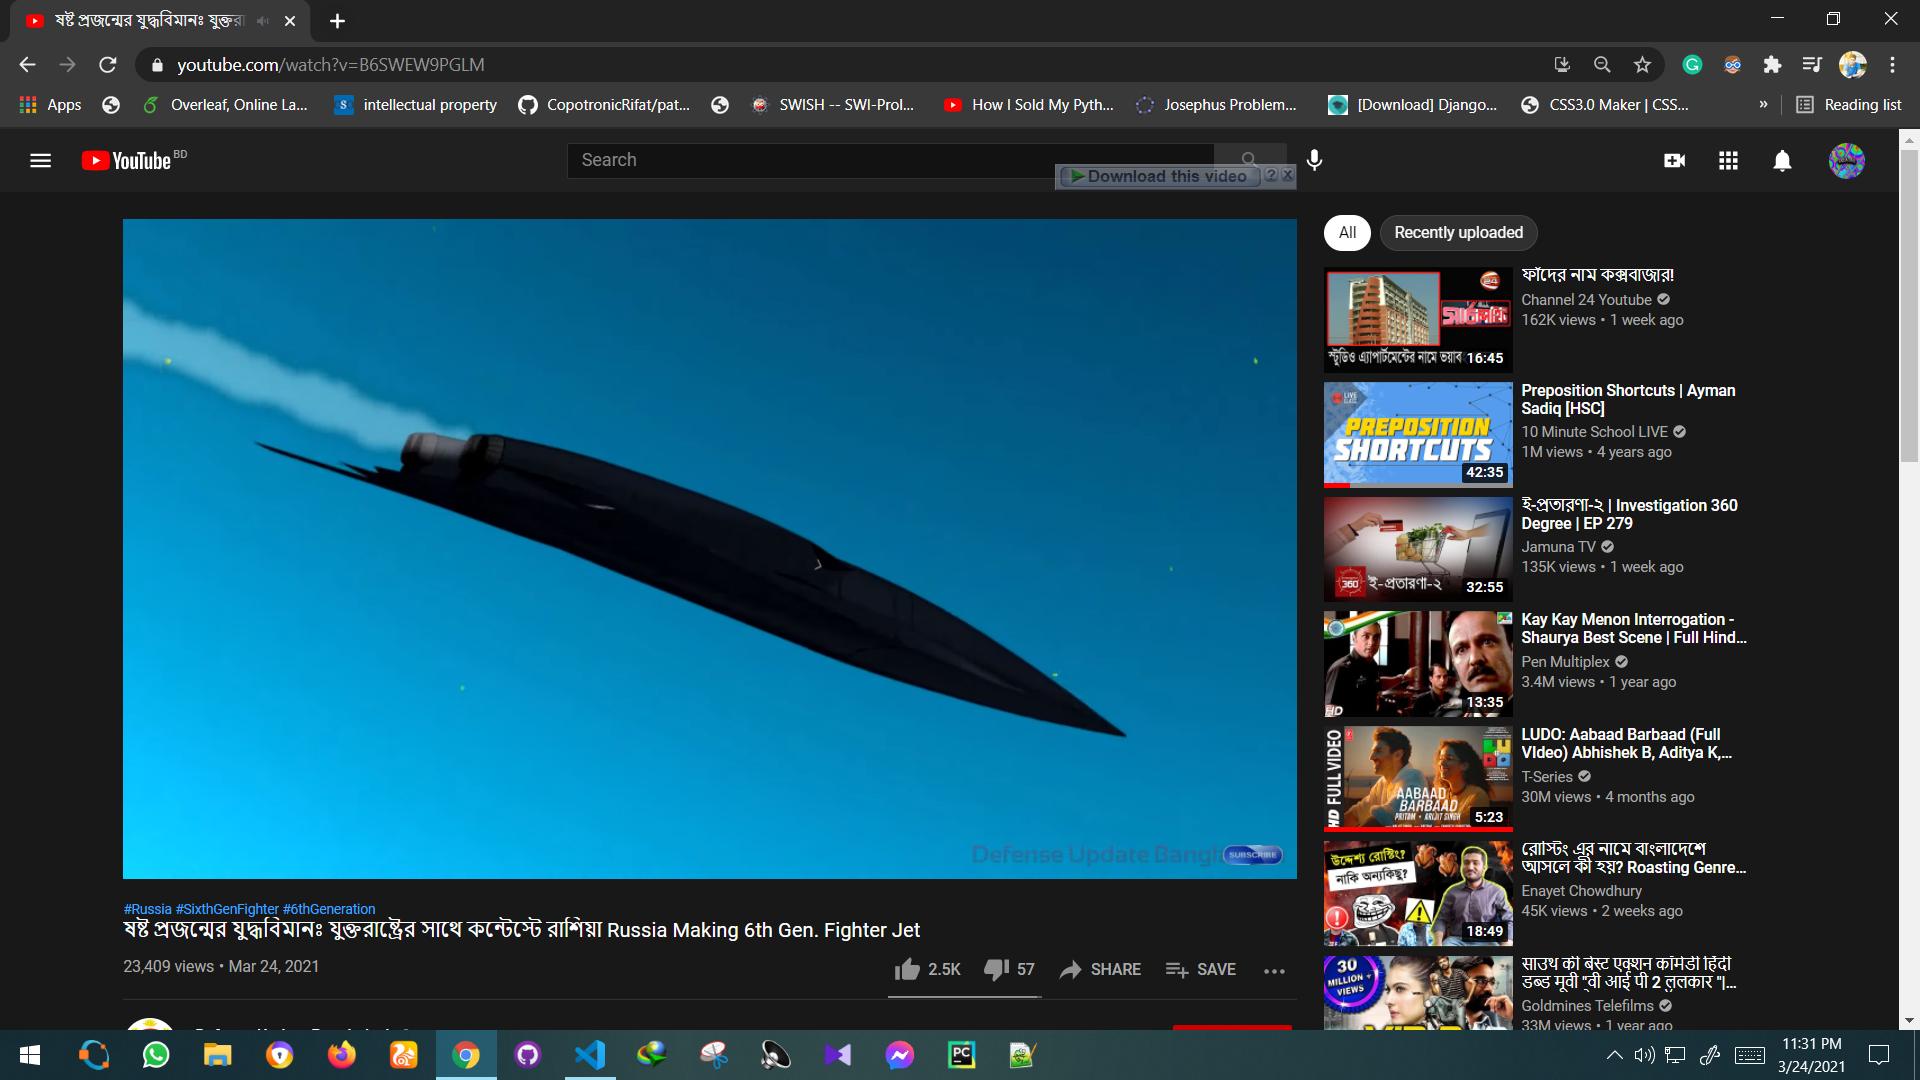 ষষ্ট প্রজন্মের যুদ্ধবিমানঃ যুক্তরা
youtube.com/watch?v=B6SWEW9PGLM
Apps
Overleaf, Online La...
intellectual property
CopotronicRifat/pat...
SWISH -- SWI-Prol...
How I Sold My Pyth...
Josephus Problem...
[Download] Django...
CSS3.0 Maker | CSS...
Reading list
YouTube BD
Search
Download this video
All
Recently uploaded
ফাঁদের নাম কক্সবাজার!
Channel 24 Youtube
162K views • 1 week ago
24
স্টুডিও এ্যাপার্টমেন্টের নামে ভয়াব
16:45
Preposition Shortcuts | Ayman
Sadiq [HSC]
10 Minute School LIVE
1M views • 4 years ago
PREPOSITION
SHORTCUTS
42:35
ই-প্রতারণা-২ | Investigation 360
Degree | EP 279
Jamuna TV
135K views • 1 week ago
360
ই-প্রতারণা-২
32:55
Kay Kay Menon Interrogation -
Shaurya Best Scene | Full Hind...
Pen Multiplex
3.4M views • 1 year ago
HD
13:35
LUDO: Aabaad Barbaad (Full
VIdeo) Abhishek B, Aditya K,...
T-Series
30M views • 4 months ago
HD FULL VIDEO
AABAAD
BARBAAD
PRITAM • ARIJIT SINGH
5:23
রোস্টিং এর নামে বাংলাদেশে
আসলে কী হয়? Roasting Genre...
Enayet Chowdhury
45K views • 2 weeks ago
উদ্দেশ্য রোস্টিং?
নাকি অন্যকিছু?
18:49
साउथ की बेस्ट एक्शन कॉमेडी हिंदी
डब्ड मूवी "वी आई पी 2 ललकार "|...
Goldmines Telefilms
33M views • 1 year ago
30
MILLION +
VIEWS
Defense Update Bangl
SUBSCRIBE
#Russia #SixthGenFighter #6thGeneration
ষষ্ট প্রজন্মের যুদ্ধবিমানঃ যুক্তরাষ্ট্রের সাথে কন্টেস্টে রাশিয়া Russia Making 6th Gen. Fighter Jet
23,409 views • Mar 24, 2021
2.5K
57
SHARE
SAVE
PC
11:31 PM
3/24/2021